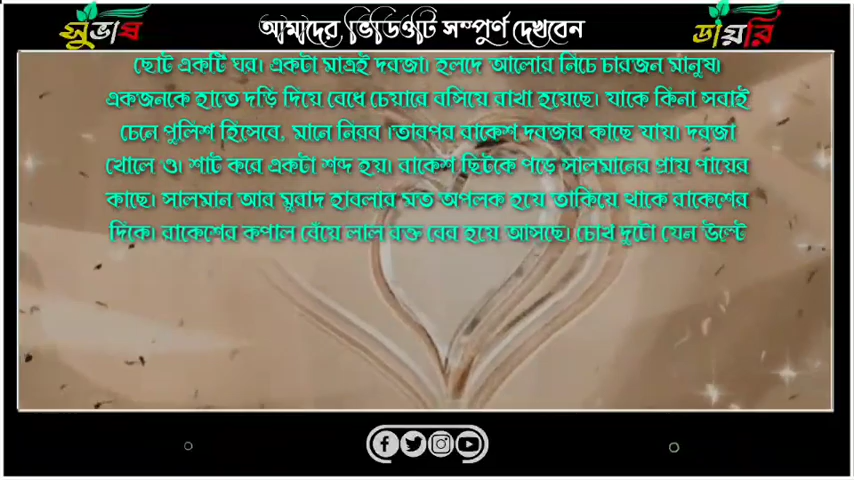 সুভাষ
আমাদের ভিডিওটি সম্পুর্ণ দেখবেন
ডায়রি
ছোট একটি ঘর। একটা মাত্রই দরজা। হলদে আলোর নিচে চারজন মানুষ।
একজনকে হাতে দড়ি দিয়ে বেধে চেয়ারে বসিয়ে রাখা হয়েছে। যাকে কিনা সবাই
চেনে পুলিশ হিসেবে, মানে নিরব ।তারপর রাকেশ দরজার কাছে যায়। দরজা
খোলে ও। শাট করে একটা শব্দ হয়। রাকেশ ছিটকে পড়ে সালমানের প্রায় পায়ের
কাছে। সালমান আর মুরাদ হাবলার মত অপলক হয়ে তাকিয়ে থাকে রাকেশের
দিকে। রাকেশের কপাল বেঁয়ে লাল রক্ত বের হয়ে আসছে। চোখ দুটো যেন উল্টে